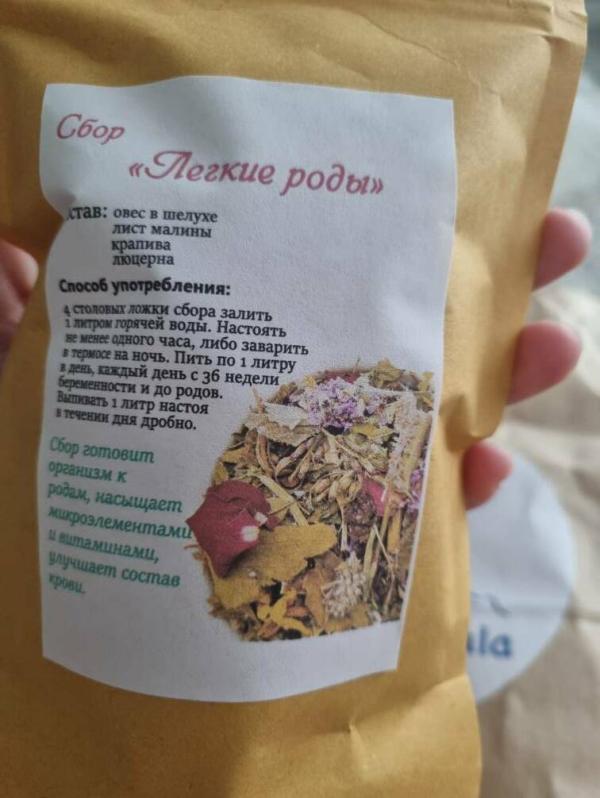 Сбор
«Легкие роды»
став: овес в шелухе
лист малины
крапива
люцерна
Способ употребления:
4 столовых ложки сбора залить
1 литром горячей воды. Настоять
не менее одного часа, либо заварить
в термосе на ночь. Пить по 1 литру
в день, каждый день с 36 недели
беременности и до родов.
Выпивать 1 литр настоя
в течении дня дробно.
Сбор готовит
организм к
родам, насыщает
микроэлементами
и витаминами,
улучшает состав
крови.